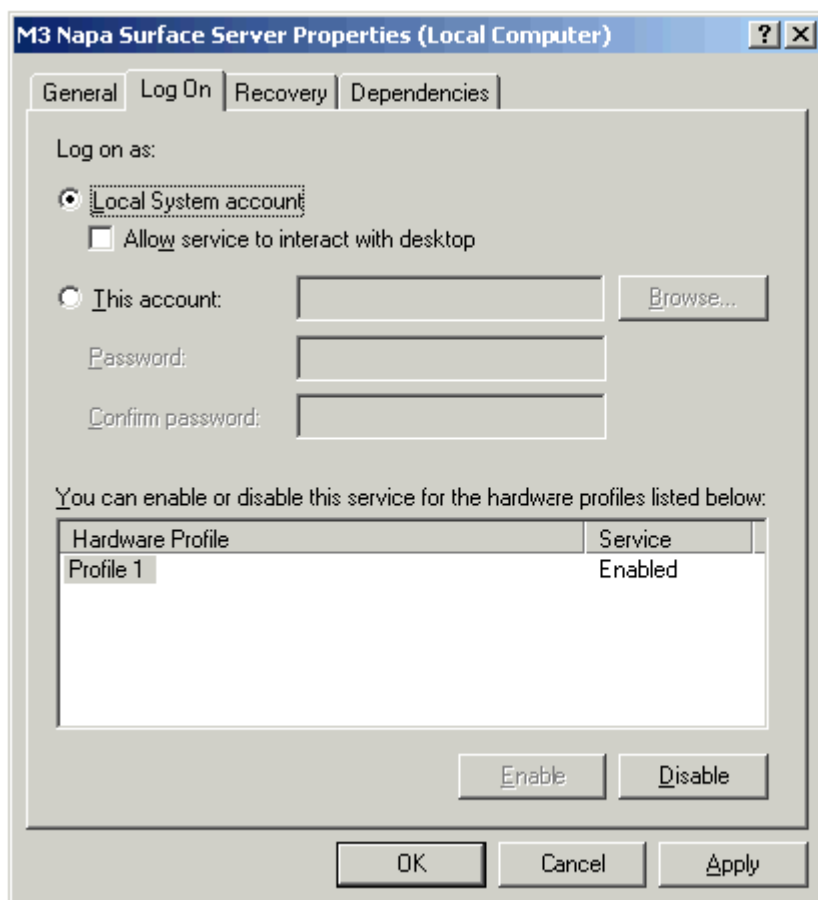 M3 Napa Surface Server Properties (Local Computer)
General Log On Recovery Dependencies
Log on as:
Local System account
Allow service to interact with desktop
This account: Browse...
Password:
Confirm password:
You can enable or disable this service for the hardware profiles listed below:
Hardware Profile Service
Profile 1 Enabled
Enable Disable
OK Cancel Apply